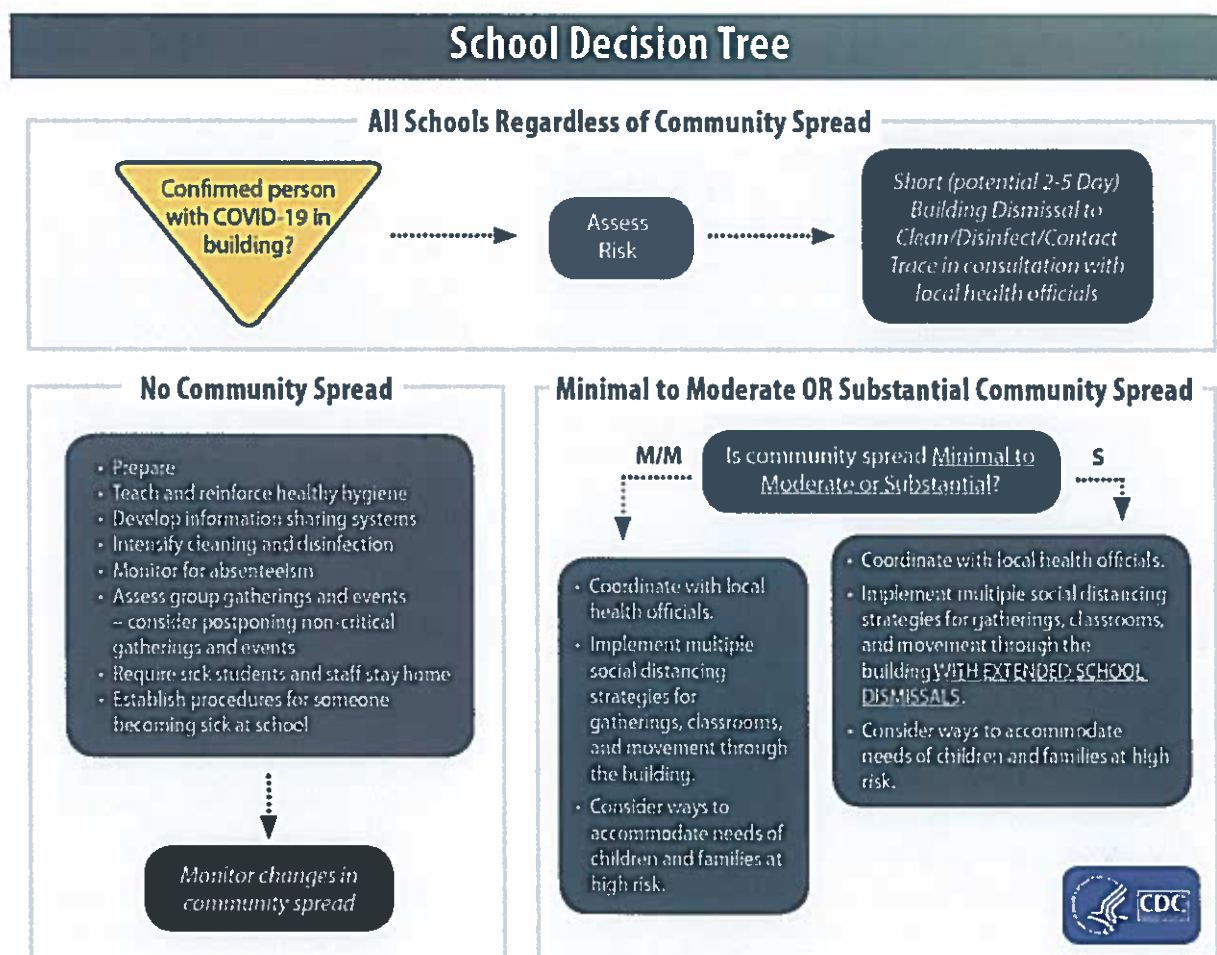 School Decision Tree
All Schools Regardless of Community Spread
Confirmed person
with COVID-19 in
building?
Assess
Risk
Short (potential 2-5 Day)
Building Dismissal to
Clean/Disinfect/Contact
Trace in consultation with
local health officials
No Community Spread
• Prepare
• Teach and reinforce healthy hygiene
• Develop information sharing systems
• Intensify cleaning and disinfection
• Monitor for absenteeism
• Assess group gatherings and events
– consider postponing non-critical
gatherings and events
• Require sick students and staff stay home
• Establish procedures for someone
becoming sick at school
Monitor changes in
community spread
Minimal to Moderate OR Substantial Community Spread
M/M
Is community spread Minimal to
Moderate or Substantial?
S
• Coordinate with local
health officials.
• Implement multiple
social distancing
strategies for
gatherings, classrooms,
and movement through
the building.
• Consider ways to
accommodate needs of
children and families at
high risk.
• Coordinate with local health officials.
• Implement multiple social distancing
strategies for gatherings, classrooms,
and movement through the
building WITH EXTENDED SCHOOL
DISMISSALS.
• Consider ways to accommodate
needs of children and families at high
risk.
CDC